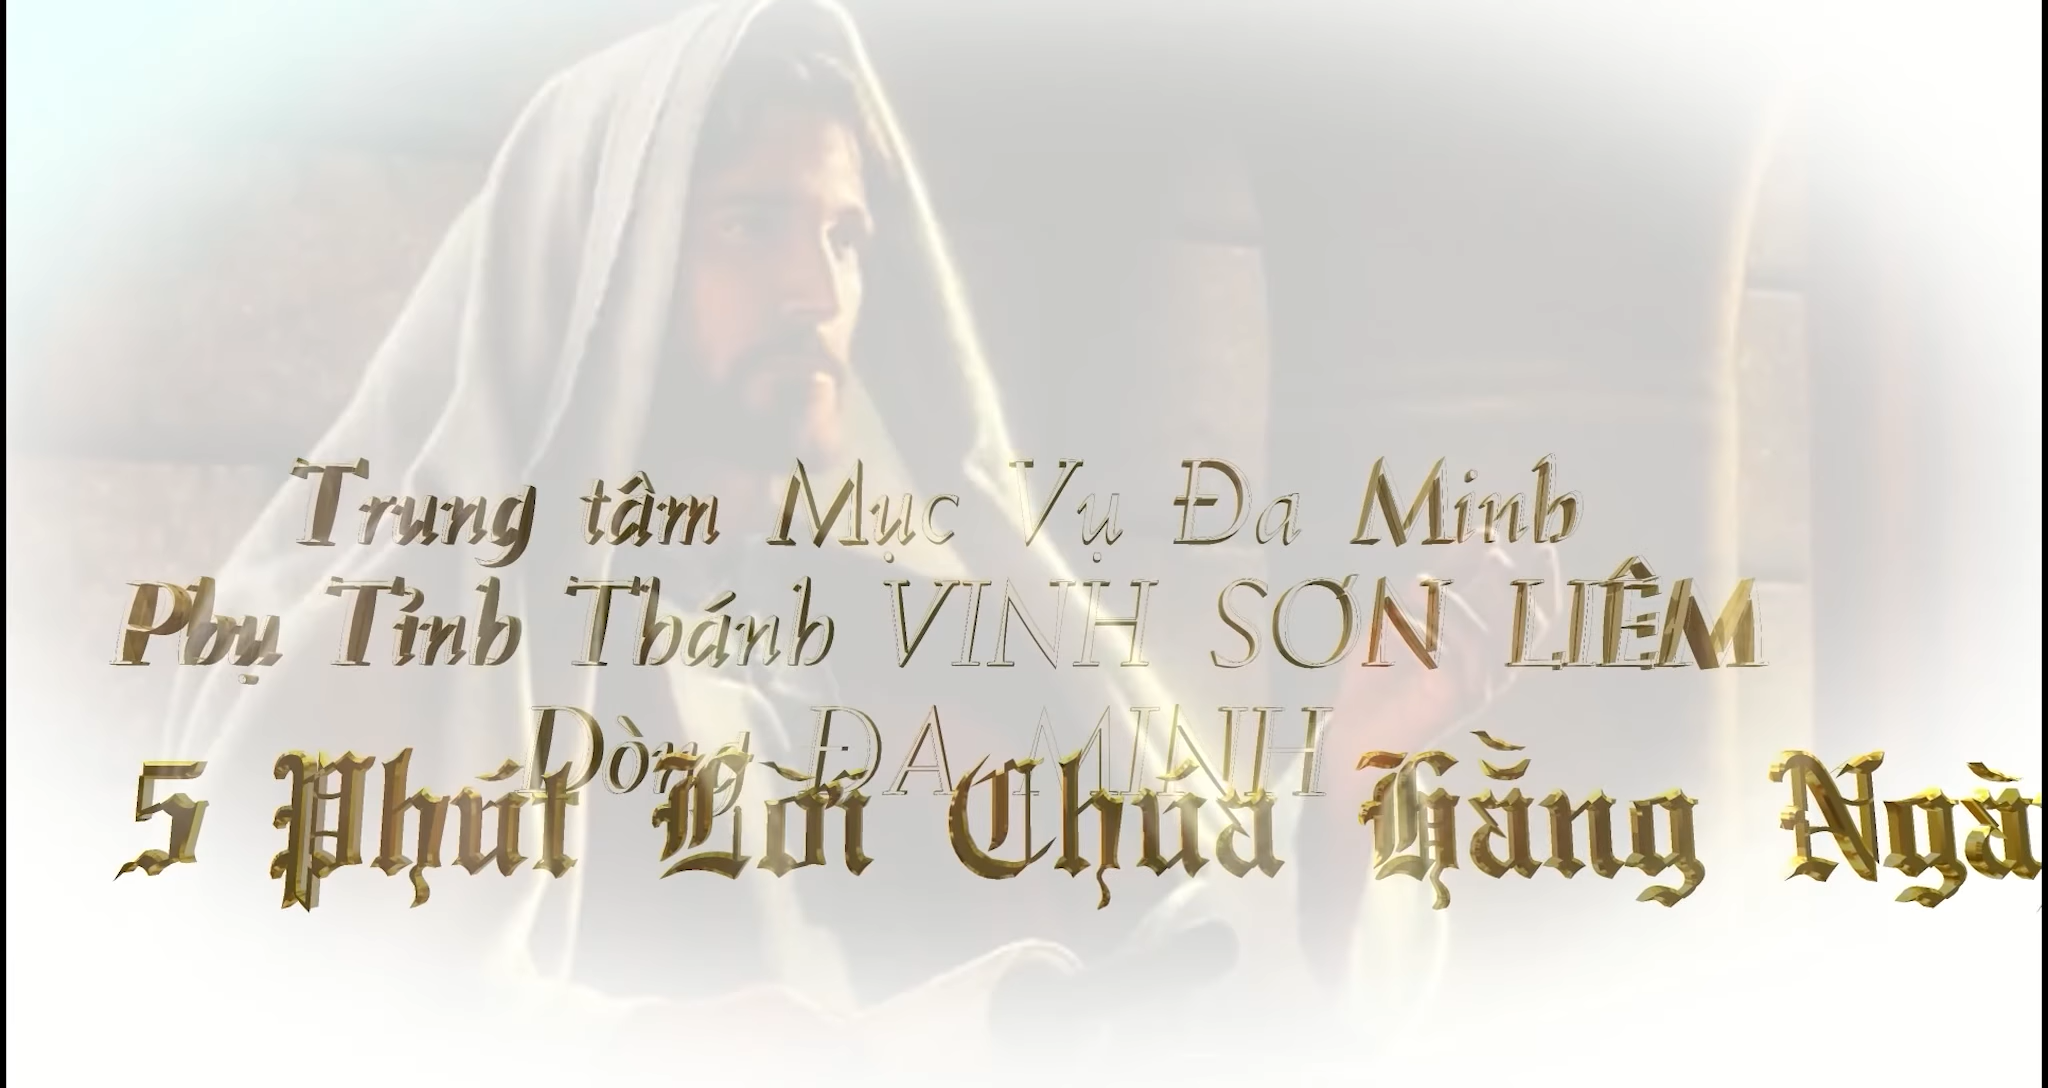 Trung tâm Mục Vụ Đa Minh
Phụ Tỉnh Thánh VINH SƠN LIÊM
Dòng ĐA MINH
5 Phút Lời Chúa Hằng Ngà